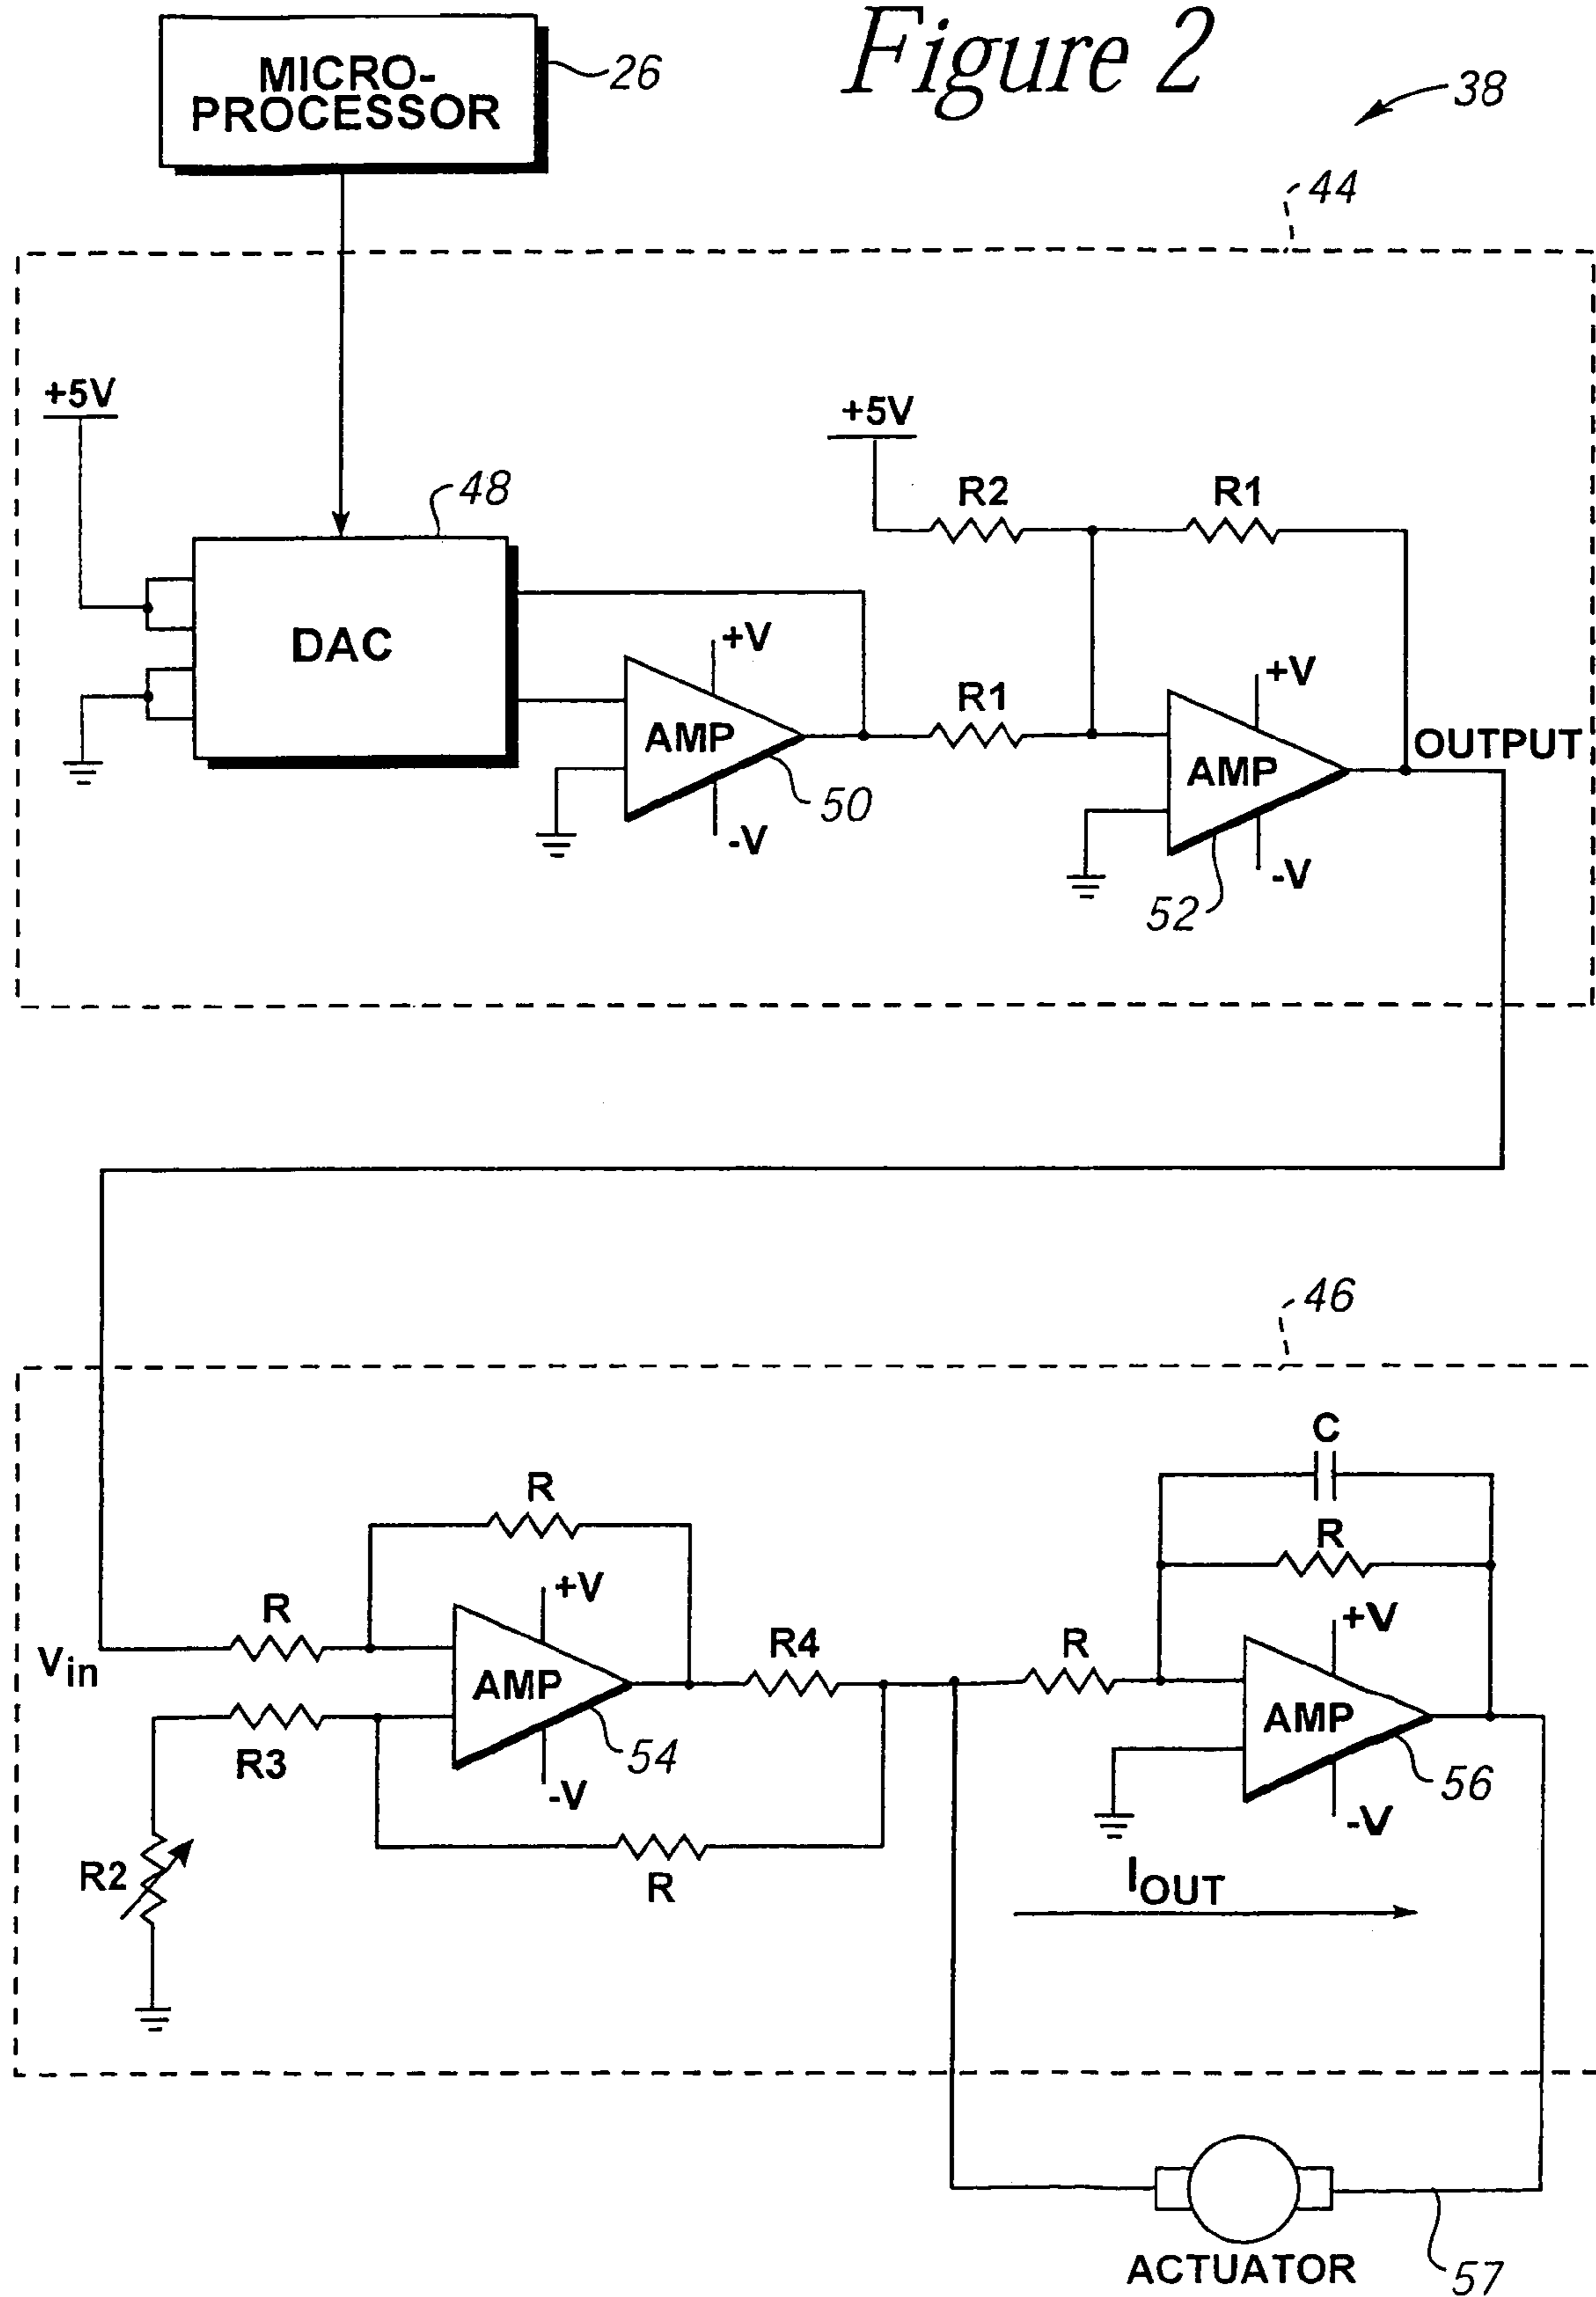 Figure 2
MICRO-
PROCESSOR
26
38
44
+5V
+5V
48
R2
R1
DAC
+V
AMP
-V
50
R1
+V
AMP
-V
52
OUTPUT
46
C
R
R
+V
R
Vin
AMP
-V
54
R4
R
+V
AMP
-V
56
R3
R2
R
IOUT
ACTUATOR
57